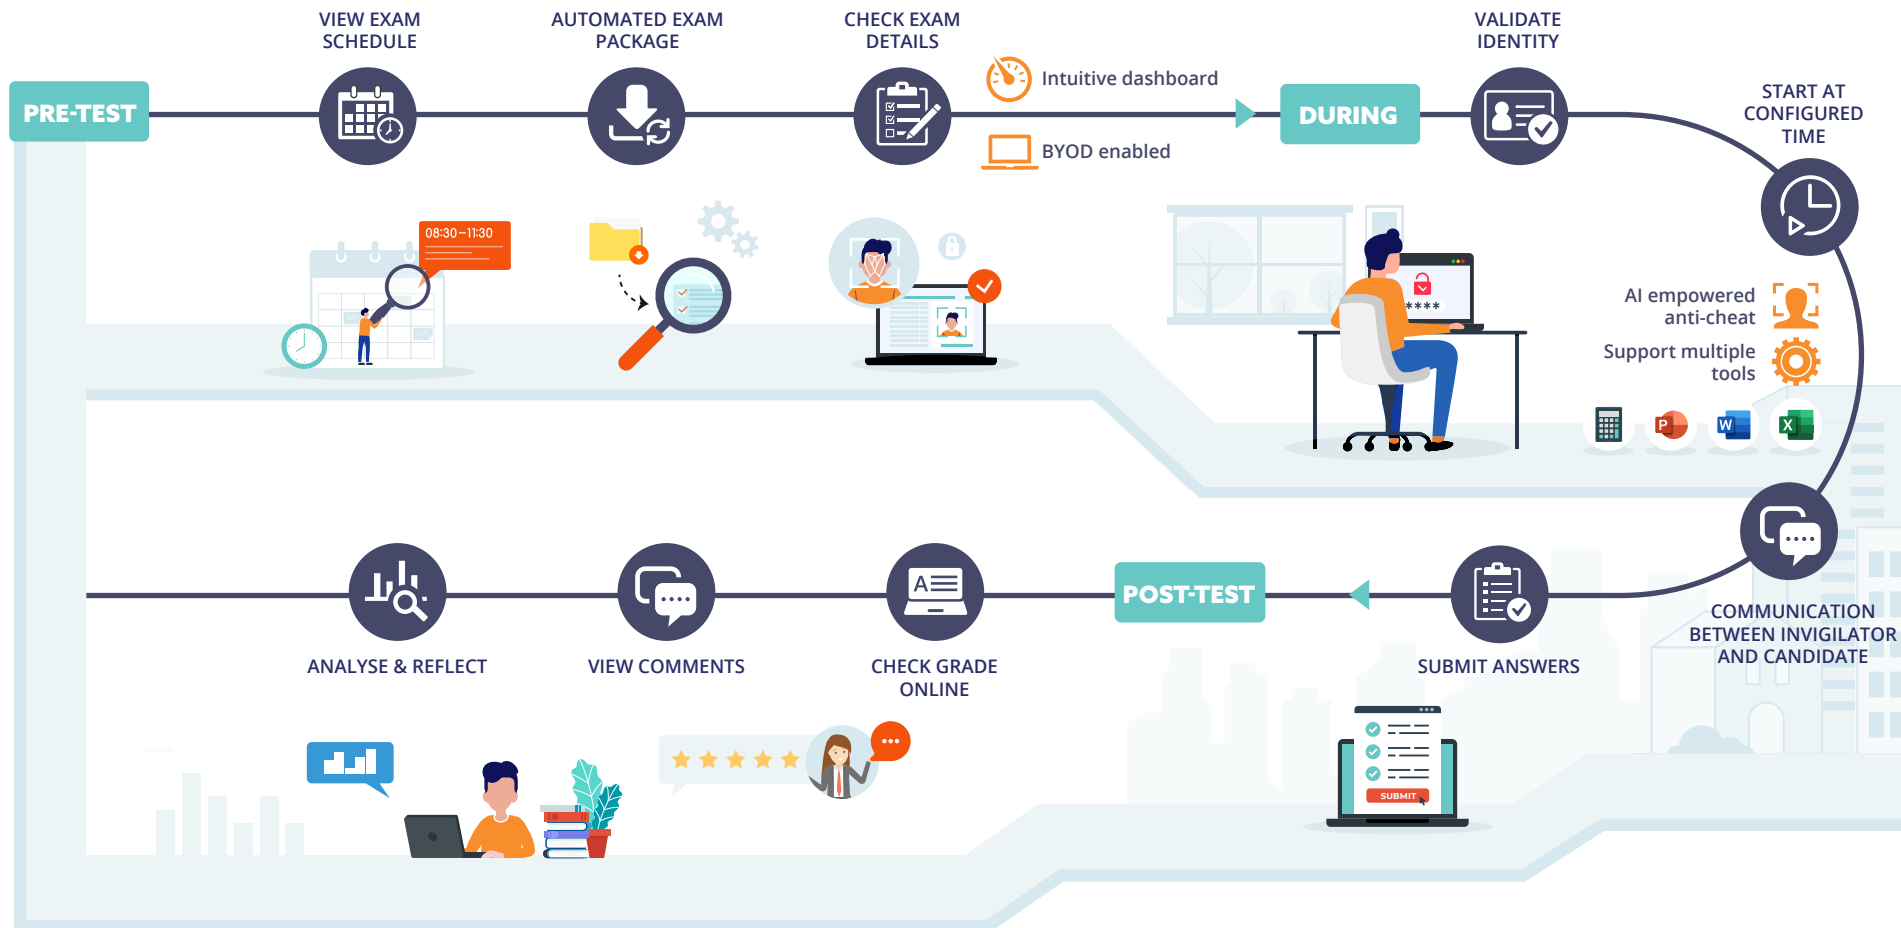 VIEW EXAM
SCHEDULE
AUTOMATED EXAM
PACKAGE
CHECK EXAM
DETAILS
VALIDATE
IDENTITY
PRE-TEST
Intuitive dashboard
BYOD enabled
DURING
START AT
CONFIGURED
TIME
08:30-11:30
****
AI empowered
anti-cheat
Support multiple
tools
P
W
X
COMMUNICATION
BETWEEN INVIGILATOR
AND CANDIDATE
SUBMIT ANSWERS
POST-TEST
A
CHECK GRADE
ONLINE
VIEW COMMENTS
ANALYSE & REFLECT
SUBMIT